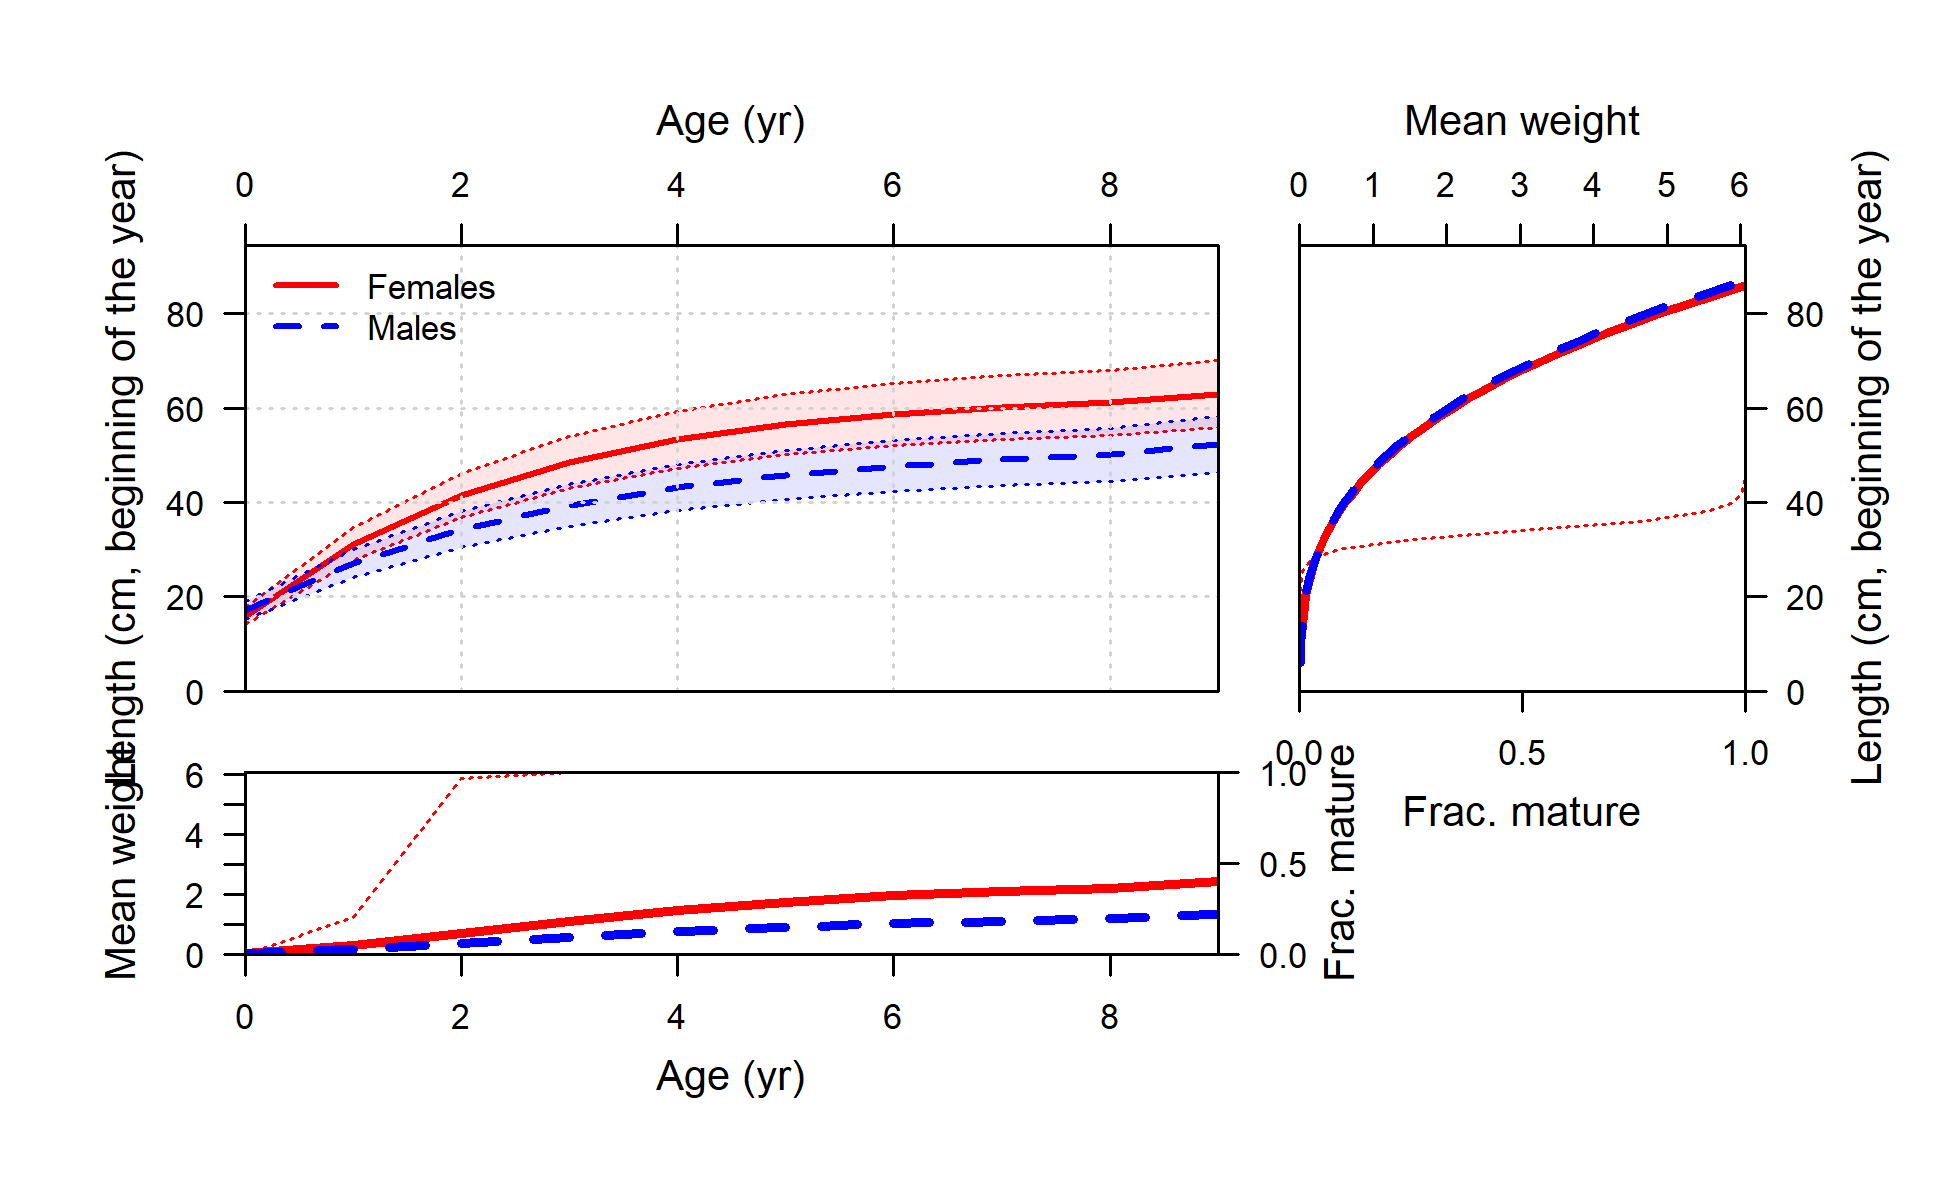 Age (yr)
Mean weight
0 2 4 6 8
0 1 2 3 4 5 6
Length (cm, beginning of the year)
80
60
40
20
0
Females
Males
80
60
40
20
0
Length (cm, beginning of the year)
0.0 0.5 1.0
Frac. mature
Mean weight
6
4
2
0
1.0
0.5
0.0
Frac. mature
0 2 4 6 8
Age (yr)